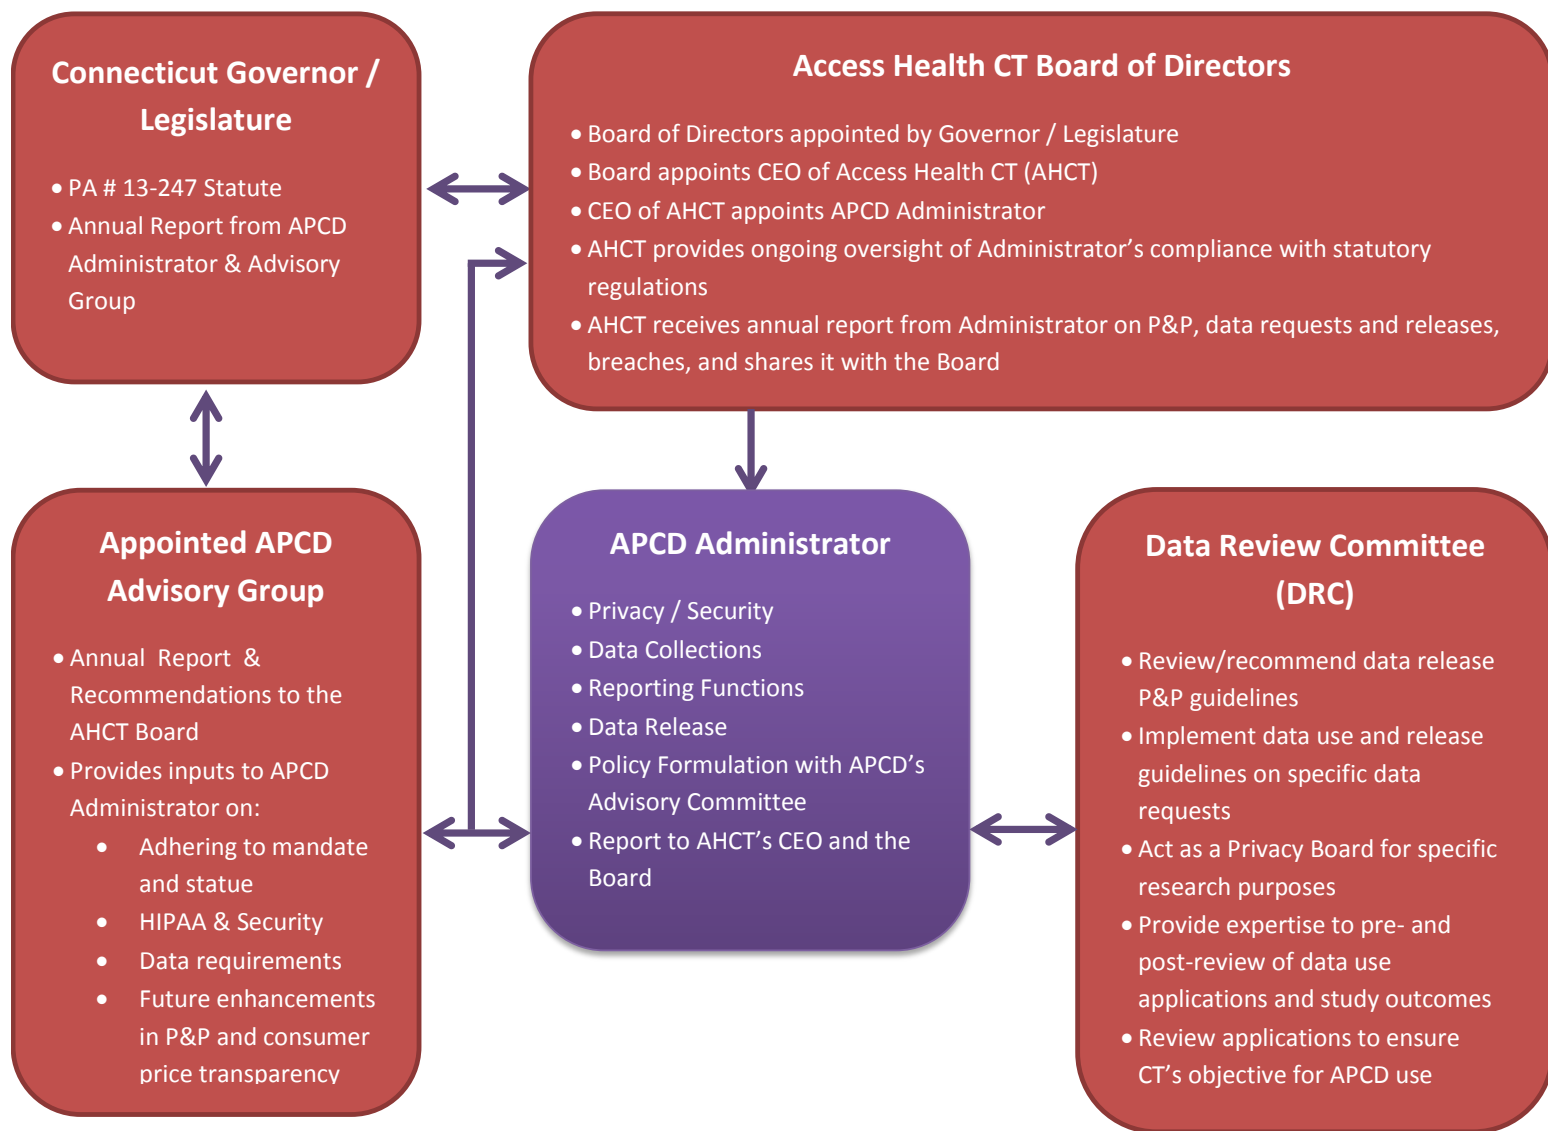 Connecticut Governor /
Legislature
• PA # 13-247 Statute
• Annual Report from APCD
Administrator & Advisory
Group
Access Health CT Board of Directors
• Board of Directors appointed by Governor / Legislature
• Board appoints CEO of Access Health CT (AHCT)
• CEO of AHCT appoints APCD Administrator
• AHCT provides ongoing oversight of Administrator's compliance with statutory
regulations
• AHCT receives annual report from Administrator on P&P, data requests and releases,
breaches, and shares it with the Board
Appointed APCD
Advisory Group
• Annual Report &
Recommendations to the
AHCT Board
• Provides inputs to APCD
Administrator on:
• Adhering to mandate
and statue
• HIPAA & Security
• Data requirements
• Future enhancements
in P&P and consumer
price transparency
APCD Administrator
• Privacy / Security
• Data Collections
• Reporting Functions
• Data Release
• Policy Formulation with APCD's
Advisory Committee
• Report to AHCT's CEO and the
Board
Data Review Committee
(DRC)
• Review/recommend data release
P&P guidelines
• Implement data use and release
guidelines on specific data
requests
• Act as a Privacy Board for specific
research purposes
• Provide expertise to pre- and
post-review of data use
applications and study outcomes
• Review applications to ensure
CT's objective for APCD use